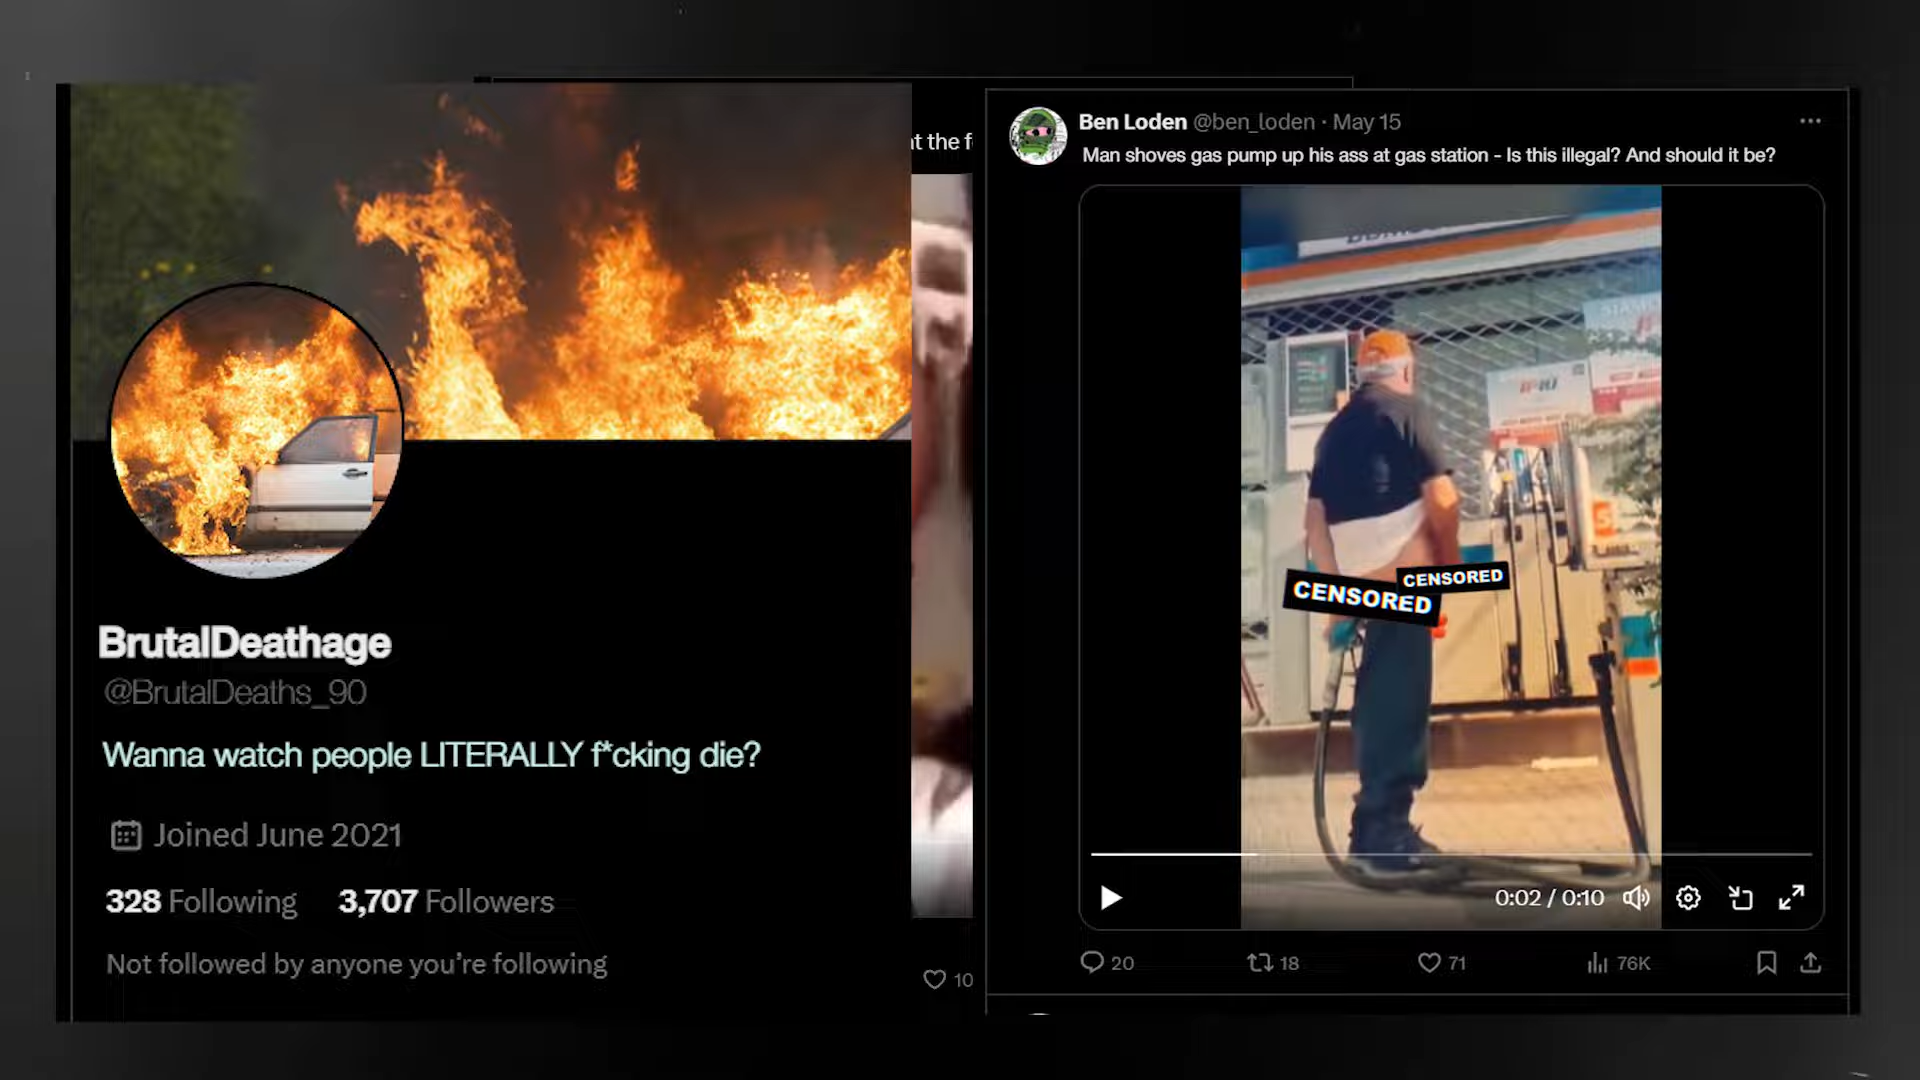 BrutalDeathage
@BrutalDeaths_90
Wanna watch people LITERALLY f*cking die?
Joined June 2021
328 Following 3,707 Followers
Not followed by anyone you're following
at the f
10
Ben Loden @ben_loden · May 15
Man shoves gas pump up his ass at gas station - Is this illegal? And should it be?
CENSORED
CENSORED
0:02 / 0:10
20 18 71 76K